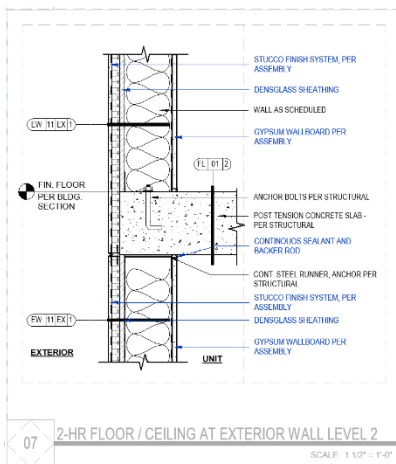 STUCCO FINISH SYSTEM, PER
ASSEMBLY
DENSGLASS SHEATHING
WALL AS SCHEDULED
EW 11 EX 1
GYPSUM WALLBOARD PER
ASSEMBLY
FL 01 2
FIN. FLOOR
PER BLDG.
SECTION
ANCHOR BOLTS PER STRUCTURAL
POST TENSION CONCRETE SLAB -
PER STRUCTURAL
CONTINOUOS SEALANT AND
BACKER ROD
CONT. STEEL RUNNER, ANCHOR PER
STRUCTURAL
STUCCO FINISH SYSTEM, PER
ASSEMBLY
EW 11 EX 1
DENSGLASS SHEATHING
GYPSUM WALLBOARD PER
ASSEMBLY
EXTERIOR
UNIT
07
2-HR FLOOR / CEILING AT EXTERIOR WALL LEVEL 2
SCALE: 1 1/2" = 1'-0"